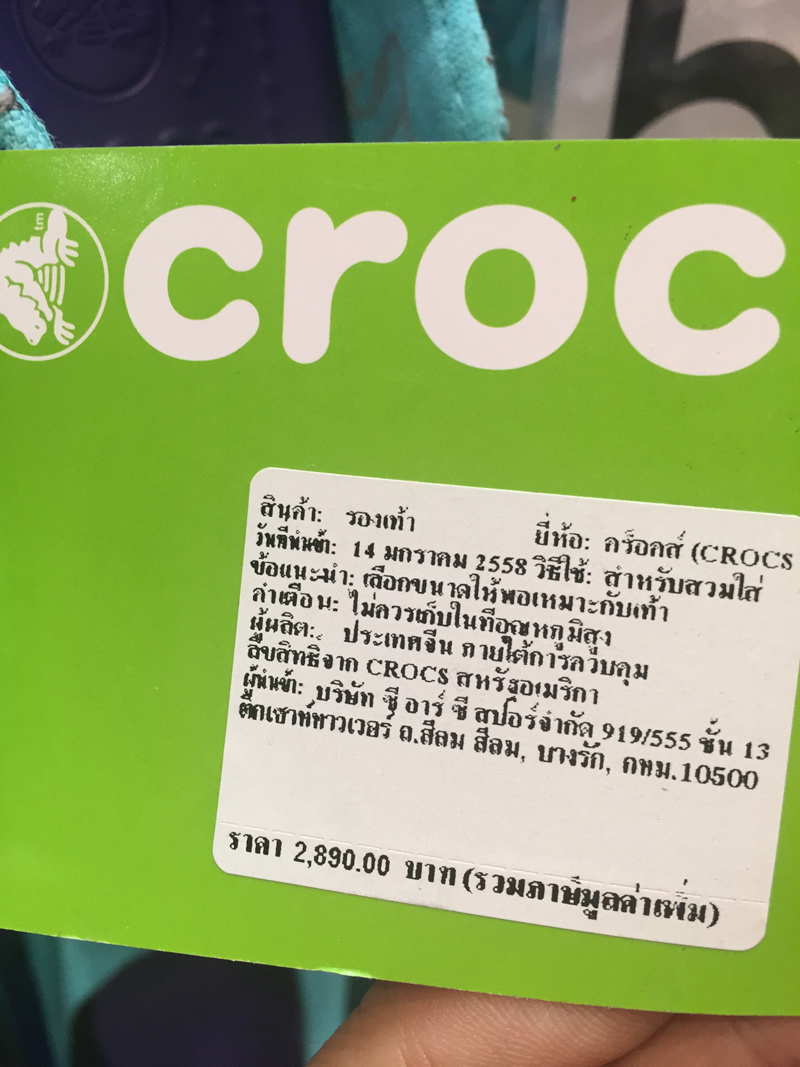 tm
croc
สินค้า: รองเท้า ยี่ห้อ: คร็อคส์ (CROCS
วันที่นำเข้า: 14 มกราคม 2558 วิธีใช้: สำหรับสวมใส่
ข้อแนะนำ: เลือกขนาดให้พอเหมาะกับเท้า
คำเตือน: ไม่ควรเก็บในที่อุณหภูมิสูง
ผู้ผลิต: ประเทศจีน ภายใต้การควบคุม
ลิขสิทธิ์จาก CROCS สหรัฐอเมริกา
ผู้นำเข้า: บริษัท ซี อาร์ ซี สปอร์จำกัด 919/555 ชั้น 13
ตึกเซาท์ทาวเวอร์ ถ.สีลม สีลม, บางรัก, กทม.10500
ราคา 2,890.00 บาท (รวมภาษีมูลค่าเพิ่ม)